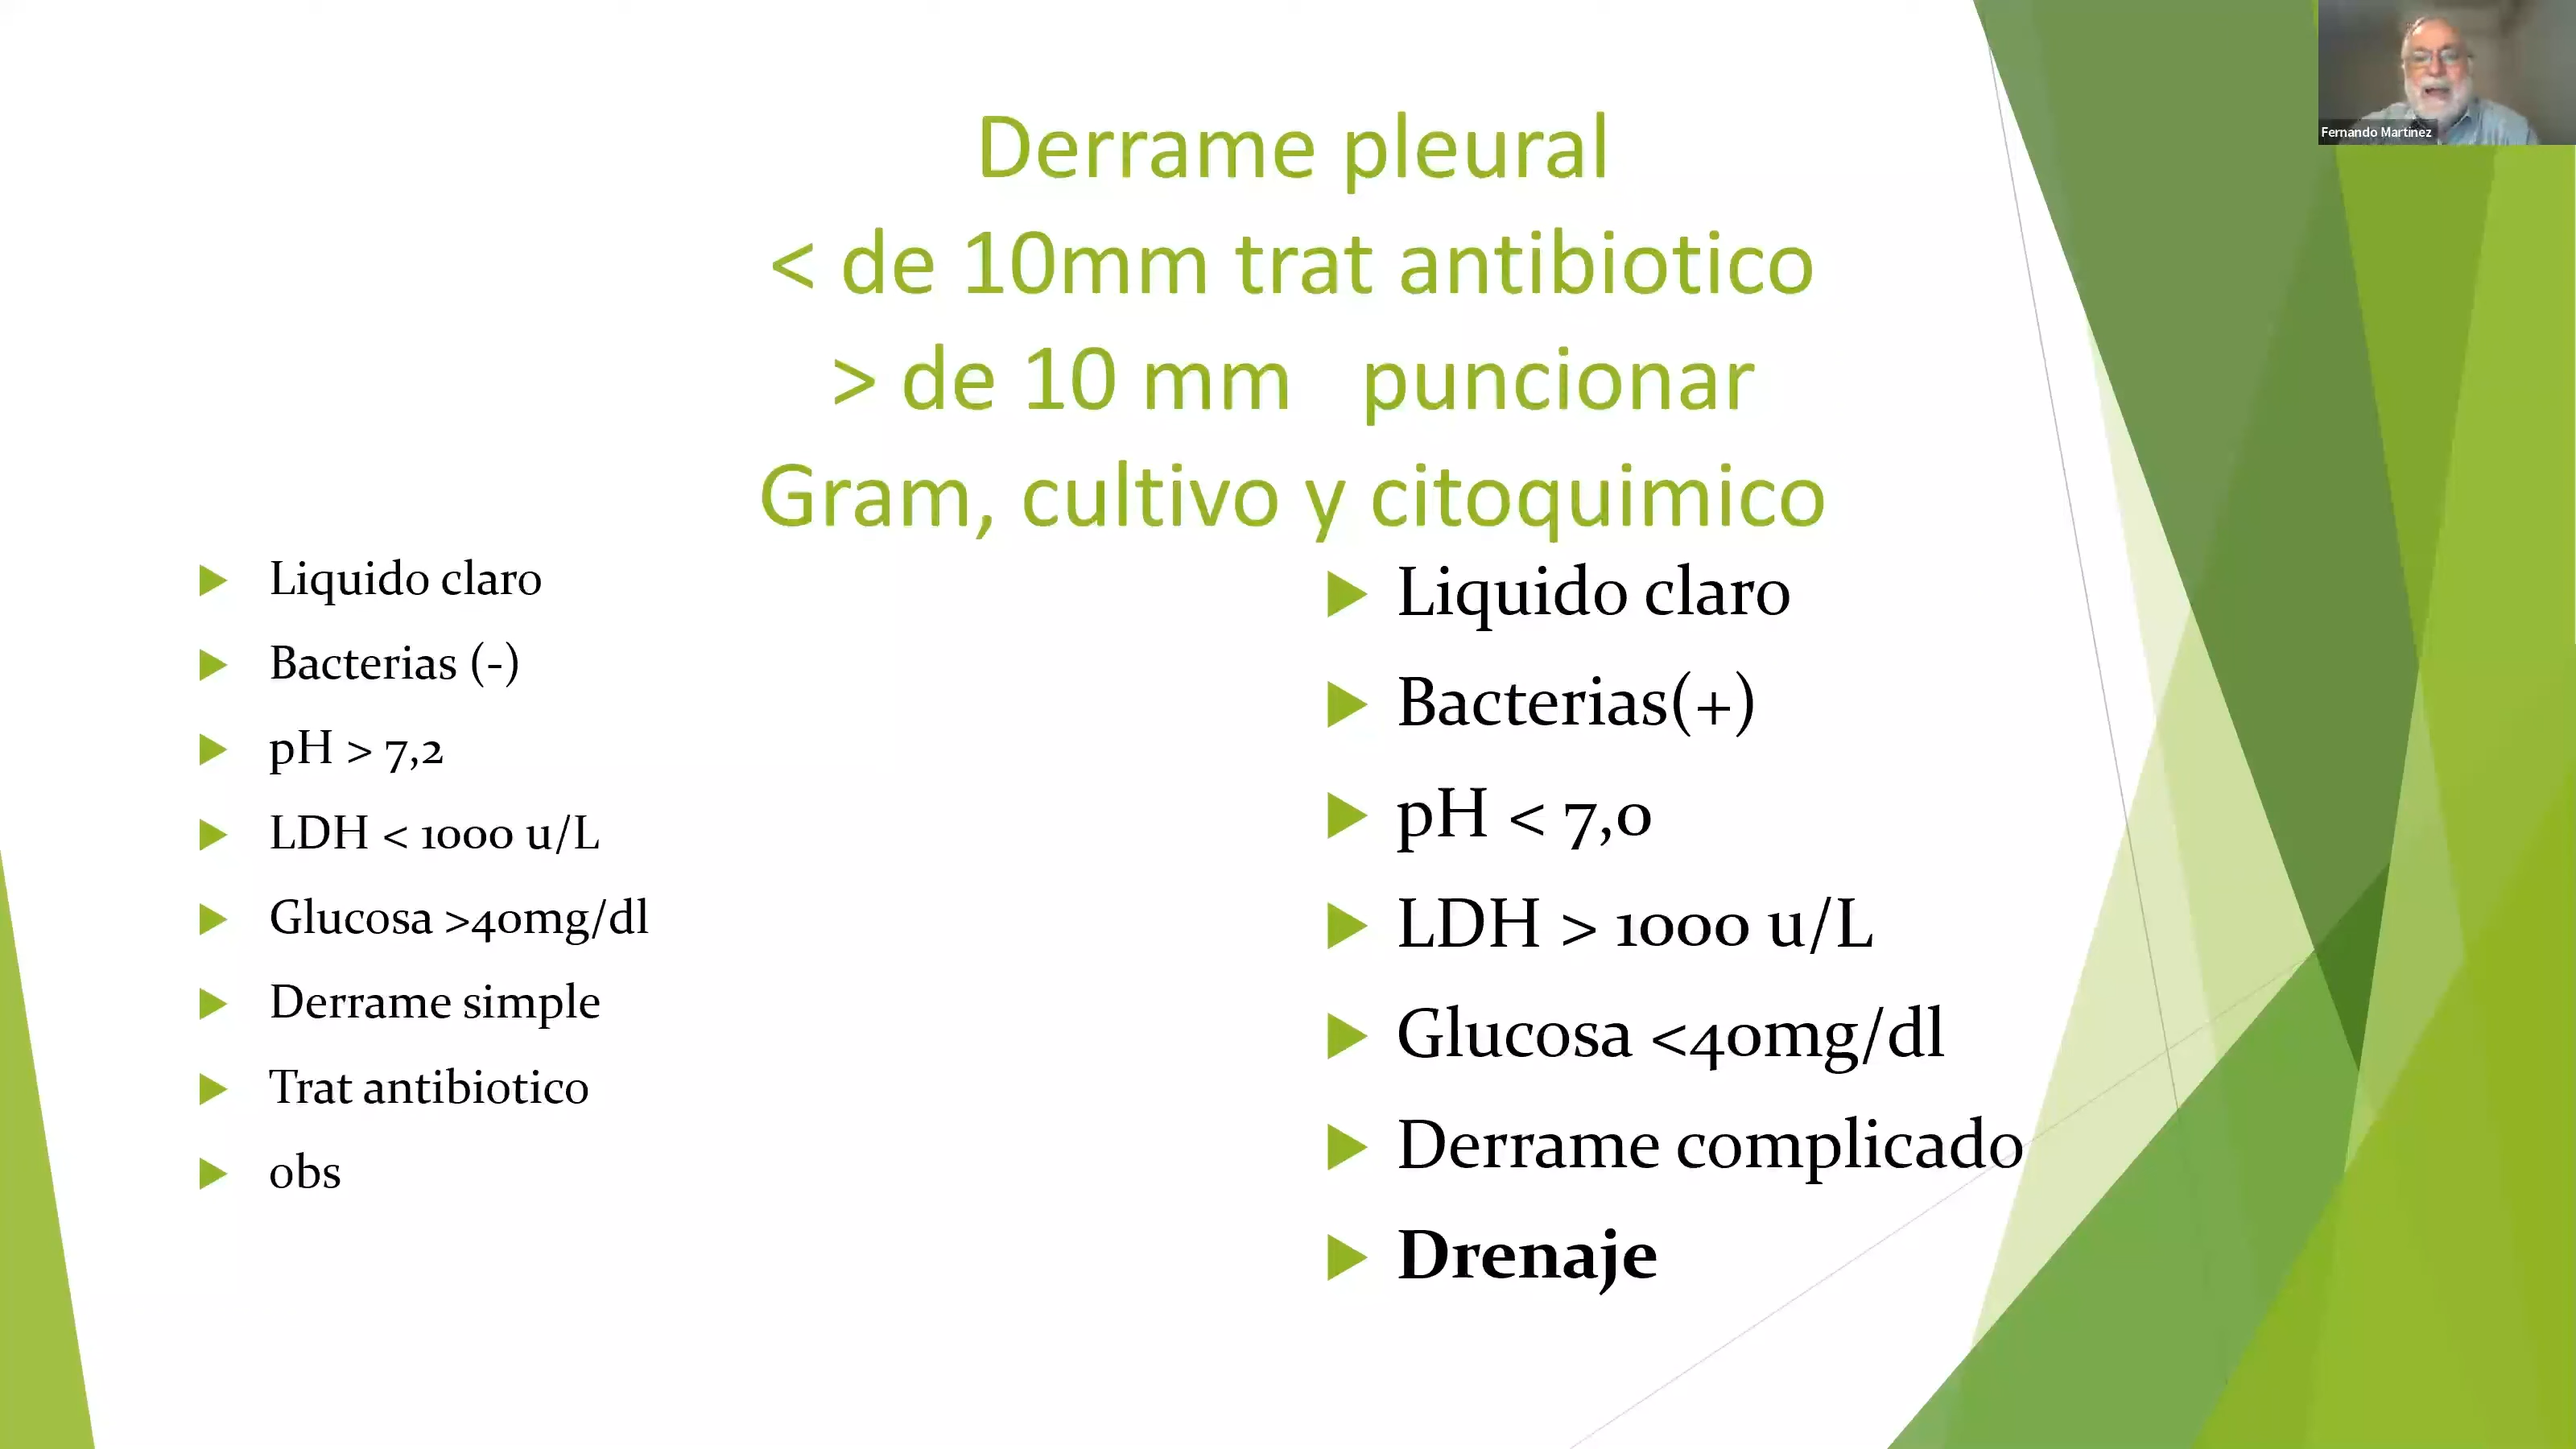 Fernando Martinez
Derrame pleural
< de 10mm trat antibiotico
> de 10 mm puncionar
Gram, cultivo y citoquimico
Liquido claro
Bacterias (-)
pH > 7,2
LDH < 1000 u/L
Glucosa >40mg/dl
Derrame simple
Trat antibiotico
obs
Liquido claro
Bacterias(+)
pH < 7,0
LDH > 1000 u/L
Glucosa <40mg/dl
Derrame complicado
Drenaje